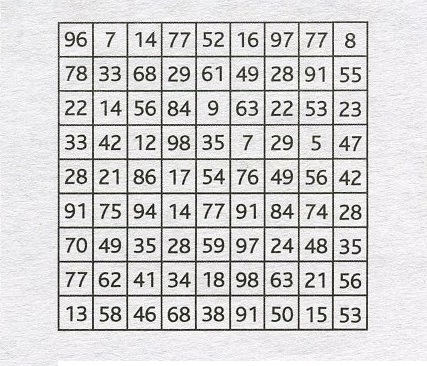 96 7 14 77 52 16 97 77 8
78 33 68 29 61 49 28 91 55
22 14 56 84 9 63 22 53 23
33 42 12 98 35 7 29 5 47
28 21 86 17 54 76 49 56 42
91 75 94 14 77 91 84 74 28
70 49 35 28 59 97 24 48 35
77 62 41 34 18 98 63 21 56
13 58 46 68 38 91 50 15 53